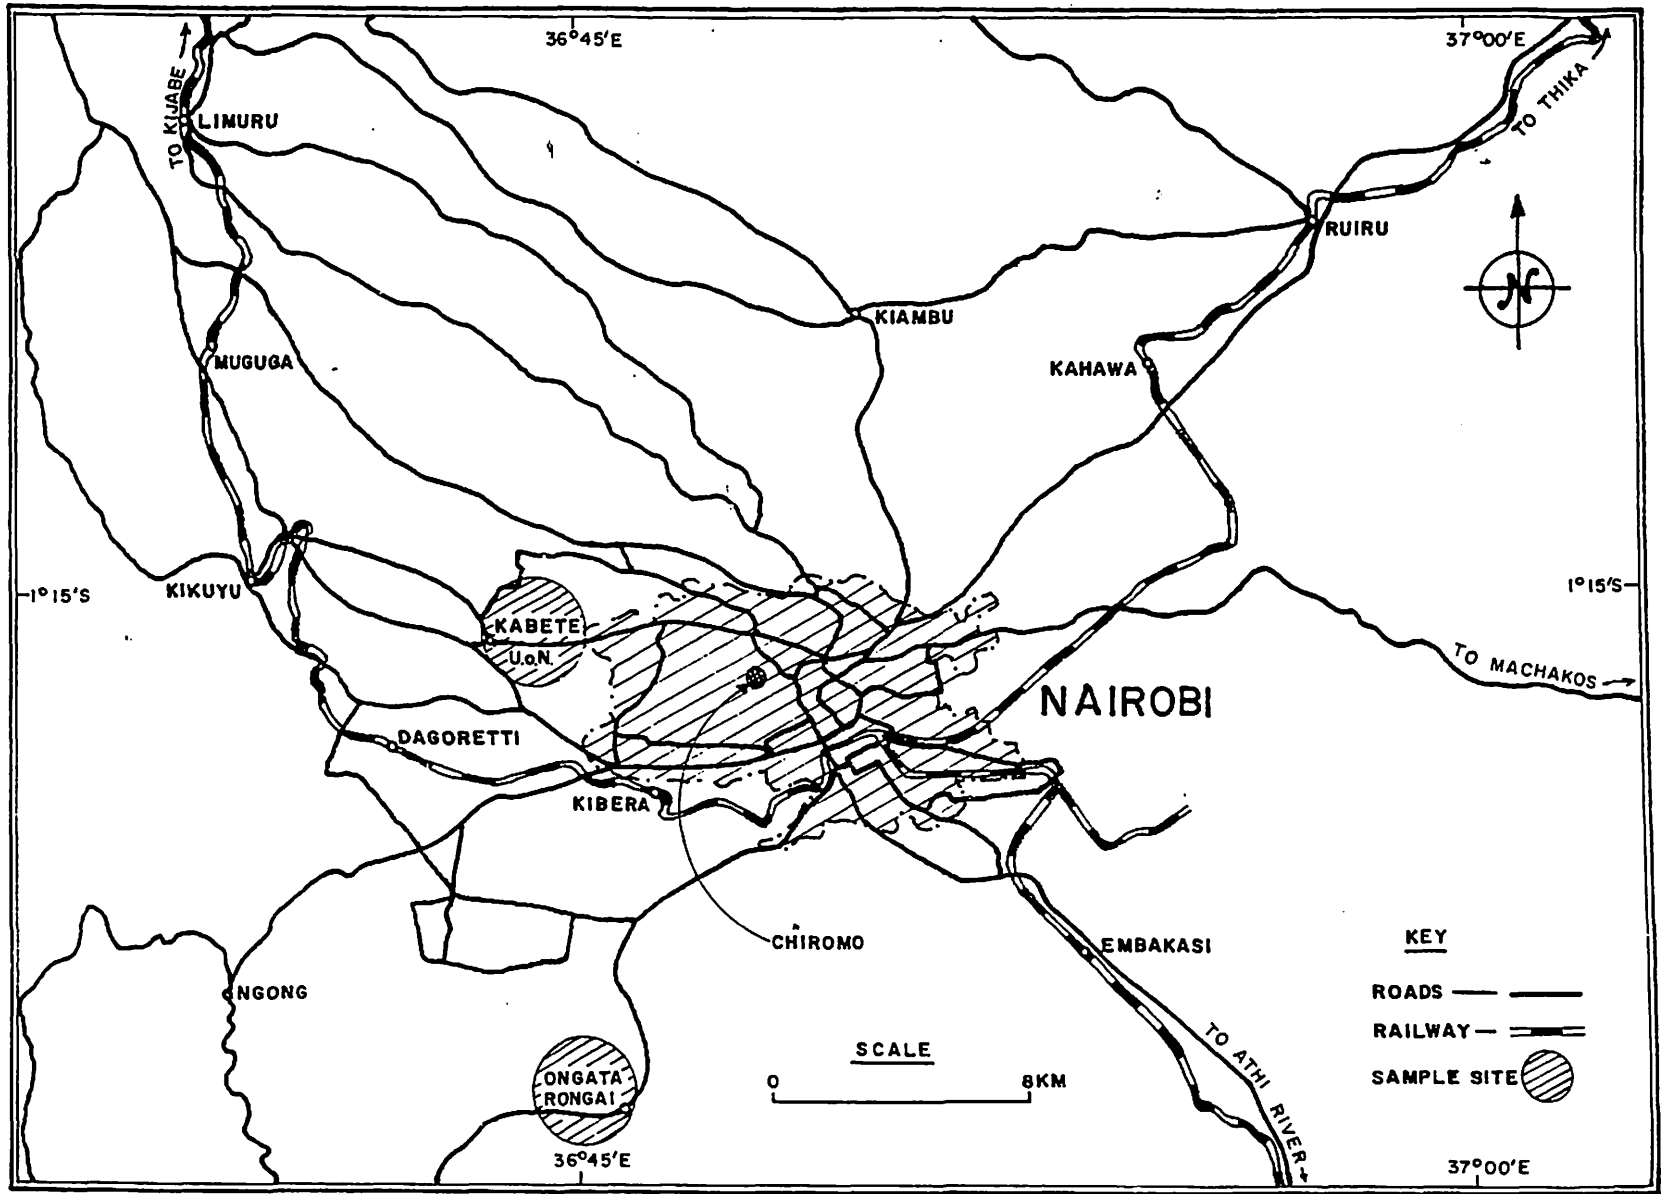 36°45'E
37°00'E
TO KIJABE
LIMURU
TO THIKA
RUIRU
N
KIAMBU
MUGUGA
KAHAWA
KIKUYU
1°15'S
1°15'S
KABETE
U.o.N.
TO MACHAKOS
NAIROBI
DAGORETTI
KIBERA
CHIROMO
EMBAKASI
KEY
NGONG
ROADS
RAILWAY
SAMPLE SITE
SCALE
0 8KM
TO ATHI RIVER
ONGATA
RONGAI
36°45'E
37°00'E